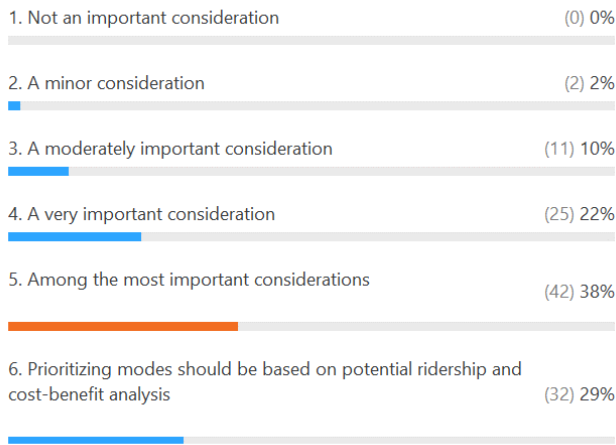 1. Not an important consideration (0) 0%
2. A minor consideration (2) 2%
3. A moderately important consideration (11) 10%
4. A very important consideration (25) 22%
5. Among the most important considerations (42) 38%
6. Prioritizing modes should be based on potential ridership and
cost-benefit analysis (32) 29%